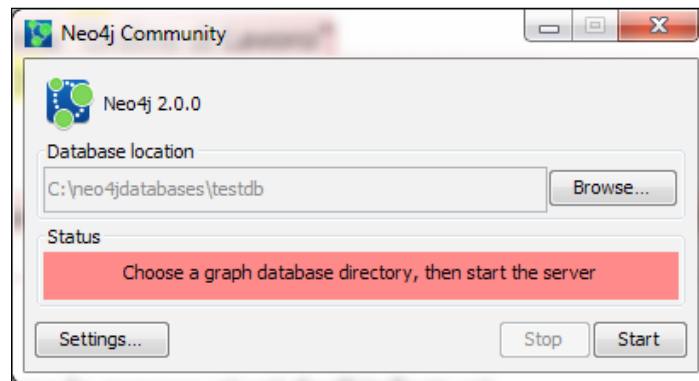 Neo4j Community
Neo4j 2.0.0
Database location
C:\neo4jdatabases\testdb
Browse...
Status
Choose a graph database directory, then start the server
Settings...
Stop
Start